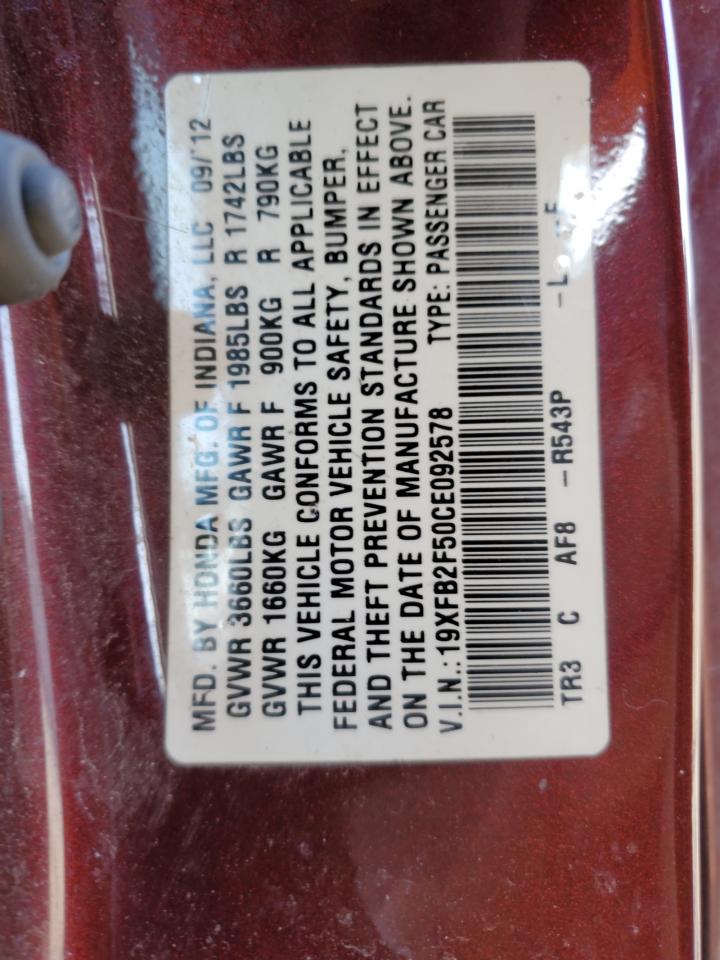 MFD. BY HONDA MFG. OF INDIANA, LLC 09/'12
GVWR 3660LBS GAWR F 1985LBS R 1742LBS
GVWR 1660KG GAWR F 900KG R 790KG
THIS VEHICLE CONFORMS TO ALL APPLICABLE
FEDERAL MOTOR VEHICLE SAFETY, BUMPER,
AND THEFT PREVENTION STANDARDS IN EFFECT
ON THE DATE OF MANUFACTURE SHOWN ABOVE.
V.I.N.: 19XFB2F50CE092578 TYPE: PASSENGER CAR
TR3 C AF8 -R543P